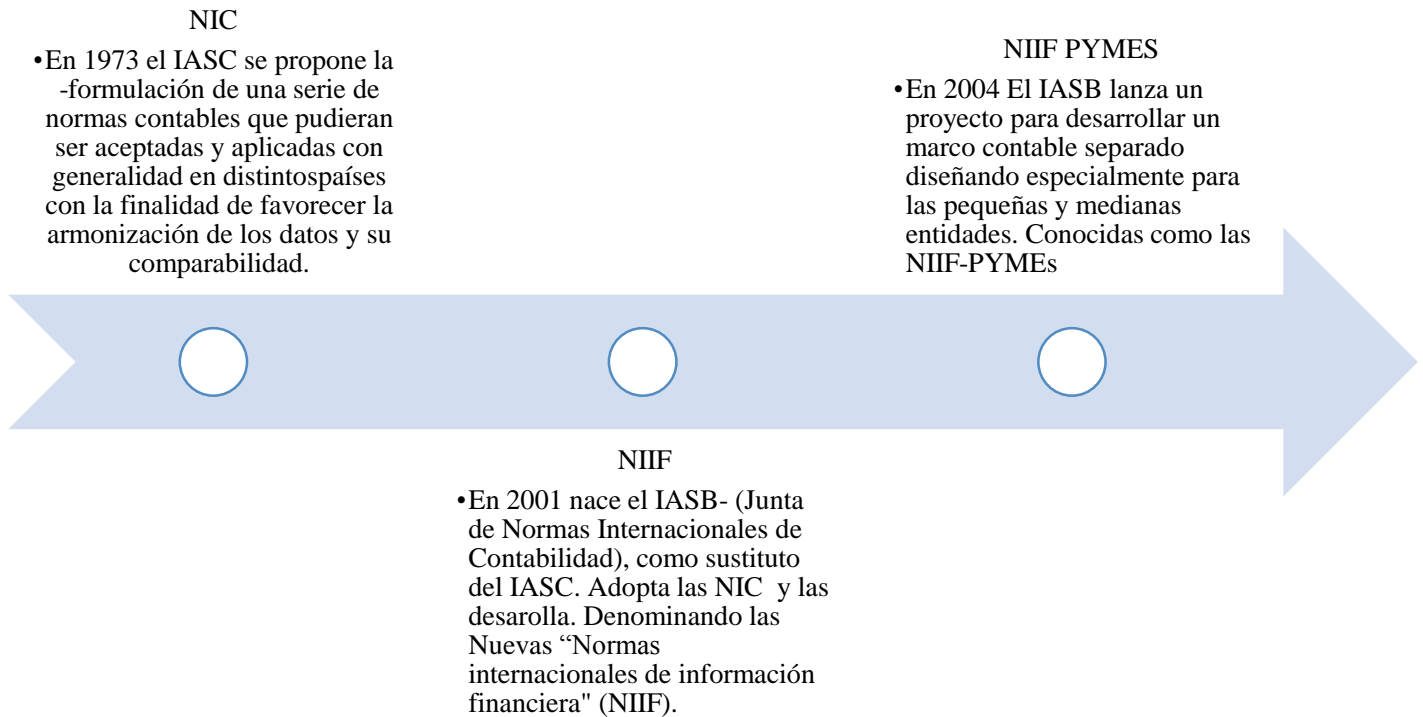 NIC
•En 1973 el IASC se propone la
-formulación de una serie de
normas contables que pudieran
ser aceptadas y aplicadas con
generalidad en distintospaíses
con la finalidad de favorecer la
armonización de los datos y su
comparabilidad.
NIIF
•En 2001 nace el IASB- (Junta
de Normas Internacionales de
Contabilidad), como sustituto
del IASC. Adopta las NIC y las
desarolla. Denominando las
Nuevas “Normas
internacionales de información
financiera" (NIIF).
NIIF PYMES
•En 2004 El IASB lanza un
proyecto para desarrollar un
marco contable separado
diseñando especialmente para
las pequeñas y medianas
entidades. Conocidas como las
NIIF-PYMEs